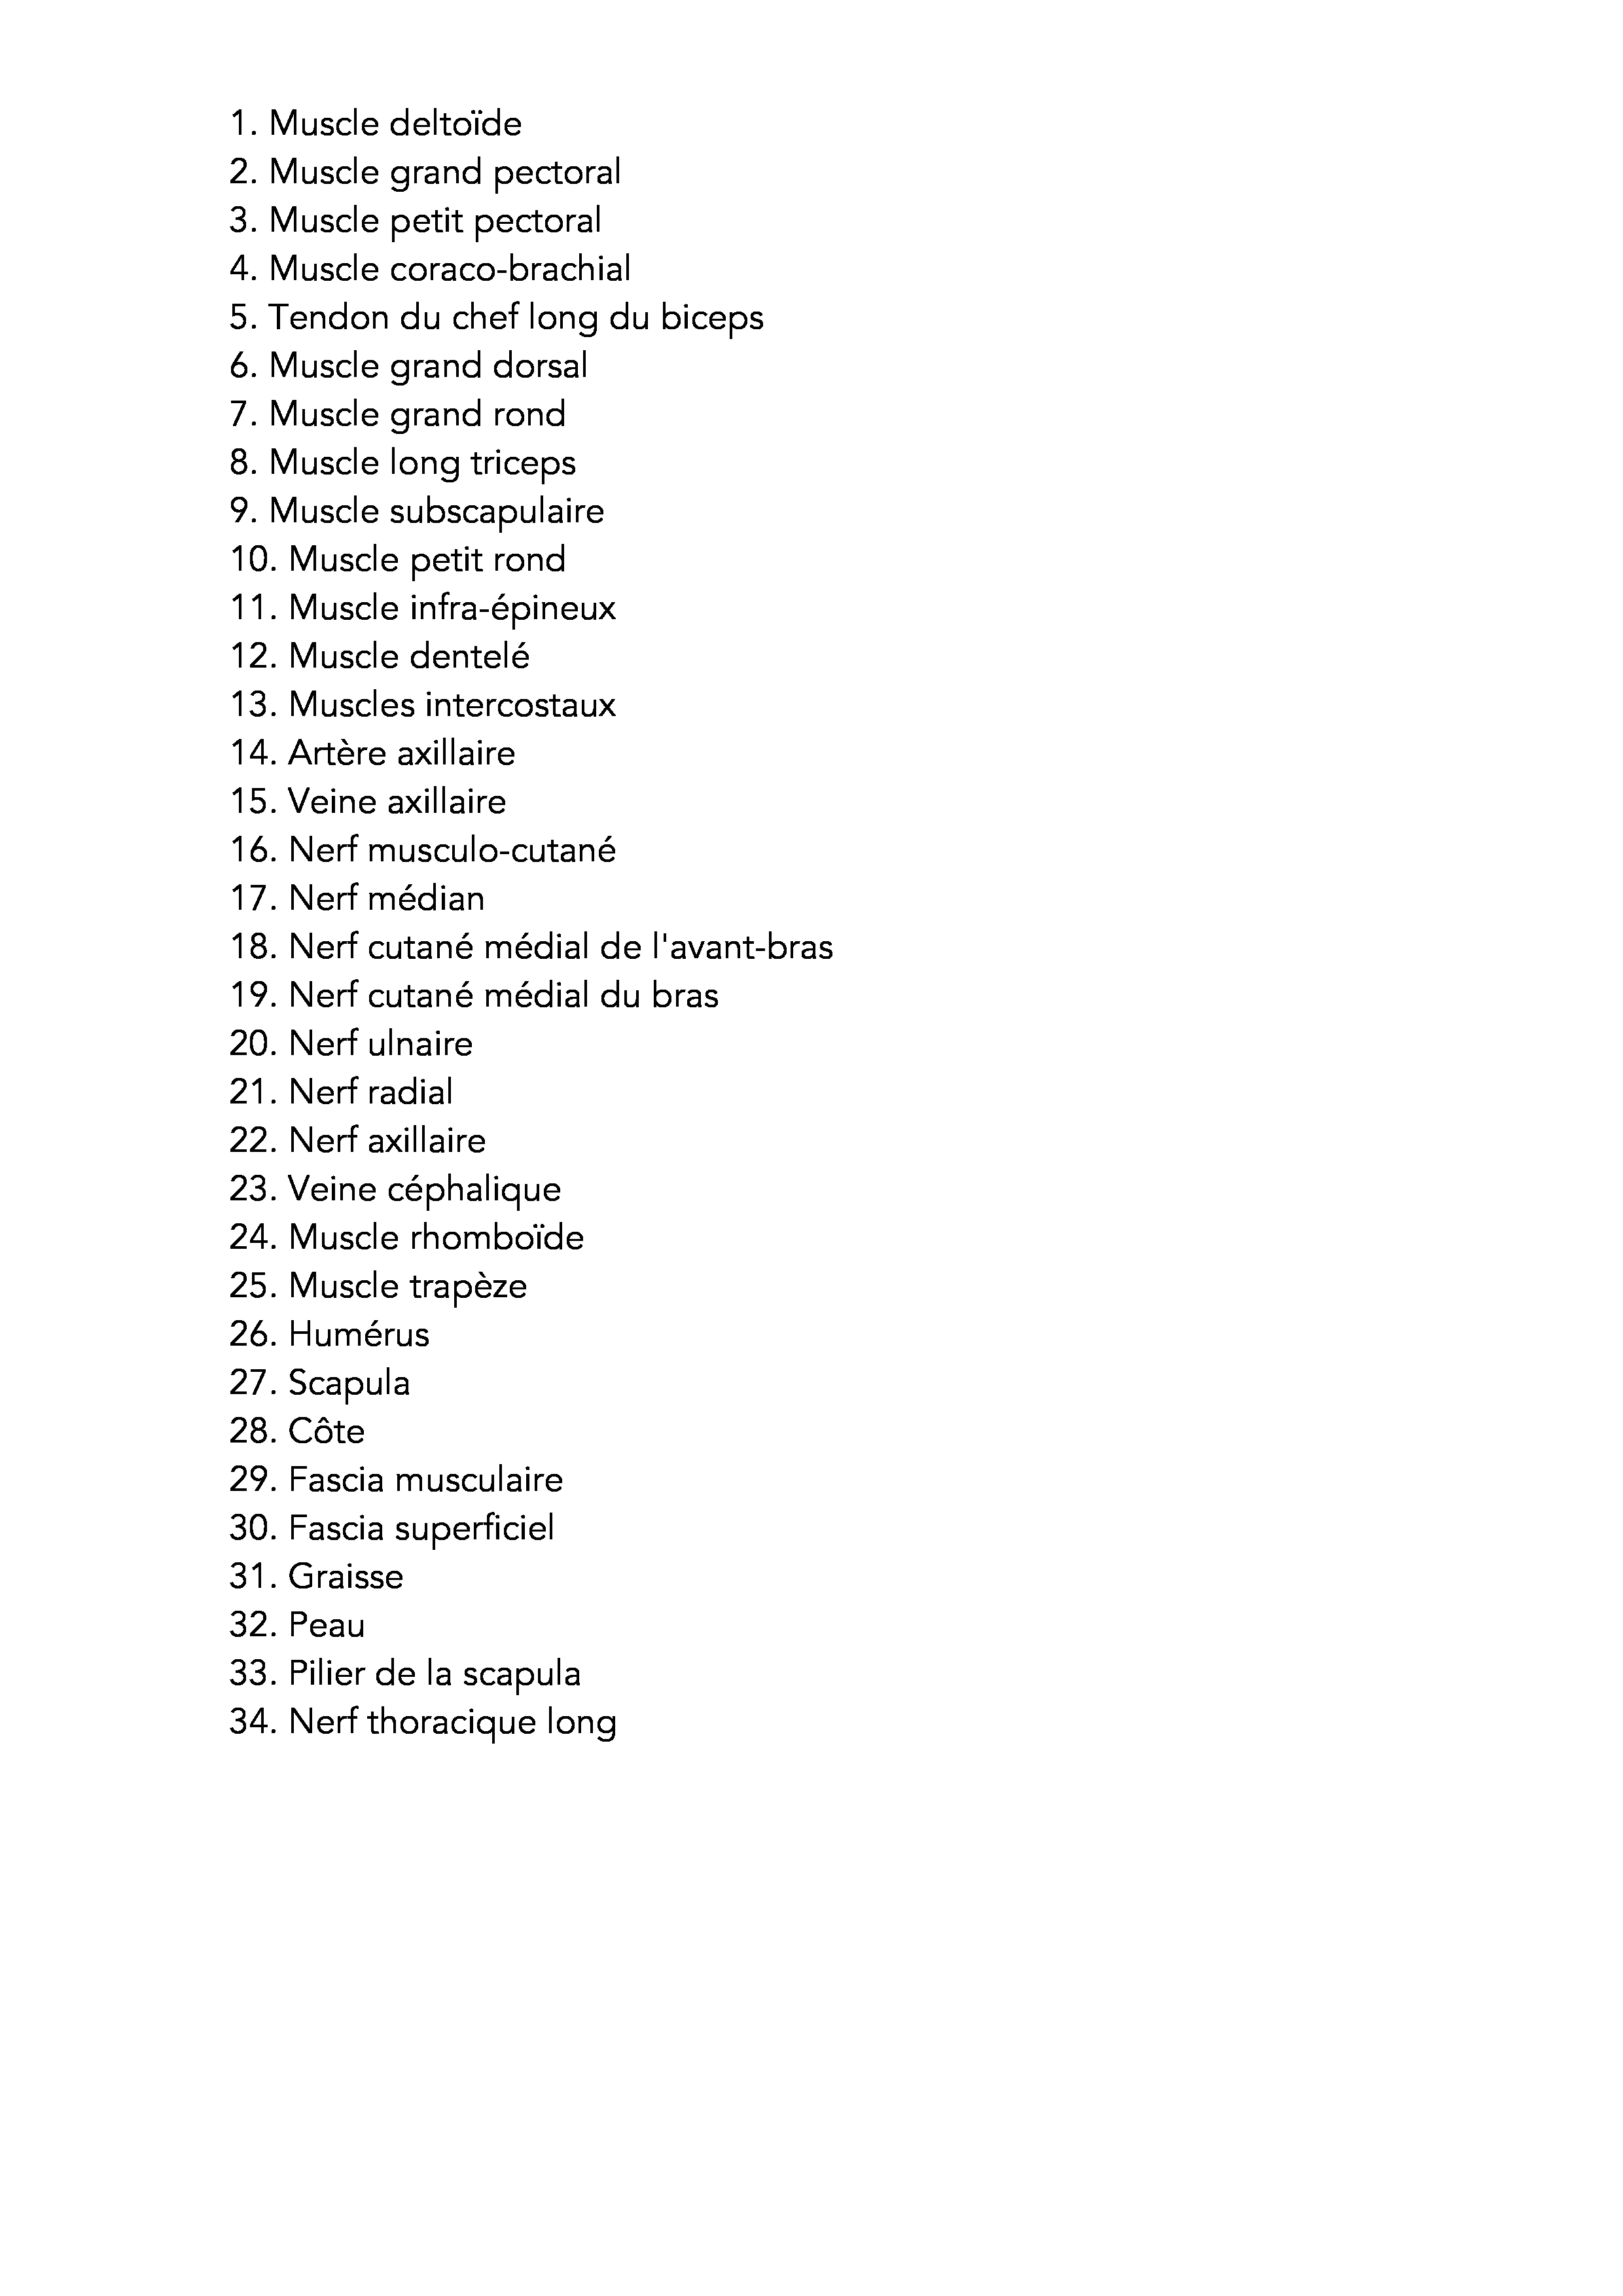 1. Muscle deltoïde
2. Muscle grand pectoral
3. Muscle petit pectoral
4. Muscle coraco-brachial
5. Tendon du chef long du biceps
6. Muscle grand dorsal
7. Muscle grand rond
8. Muscle long triceps
9. Muscle subscapulaire
10. Muscle petit rond
11. Muscle infra-épineux
12. Muscle dentelé
13. Muscles intercostaux
14. Artère axillaire
15. Veine axillaire
16. Nerf musculo-cutané
17. Nerf médian
18. Nerf cutané médial de l'avant-bras
19. Nerf cutané médial du bras
20. Nerf ulnaire
21. Nerf radial
22. Nerf axillaire
23. Veine céphalique
24. Muscle rhomboïde
25. Muscle trapèze
26. Humérus
27. Scapula
28. Côte
29. Fascia musculaire
30. Fascia superficiel
31. Graisse
32. Peau
33. Pilier de la scapula
34. Nerf thoracique long